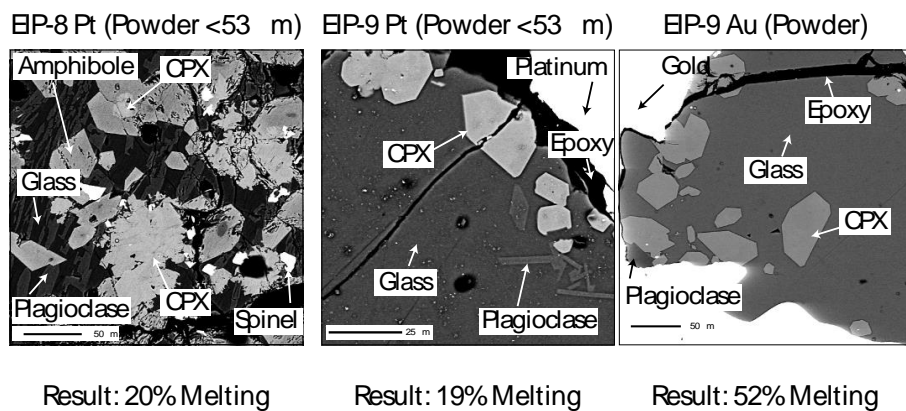 EIP-8 Pt (Powder <53 m)
EIP-9 Pt (Powder <53 m)
EIP-9 Au (Powder)
Amphibole
CPX
Glass
Plagioclase
CPX
Spinel
50 m
Platinum
CPX
Epoxy
Glass
Plagioclase
25 m
Gold
Epoxy
Glass
CPX
Plagioclase
50 m
Result: 20% Melting
Result: 19% Melting
Result: 52% Melting